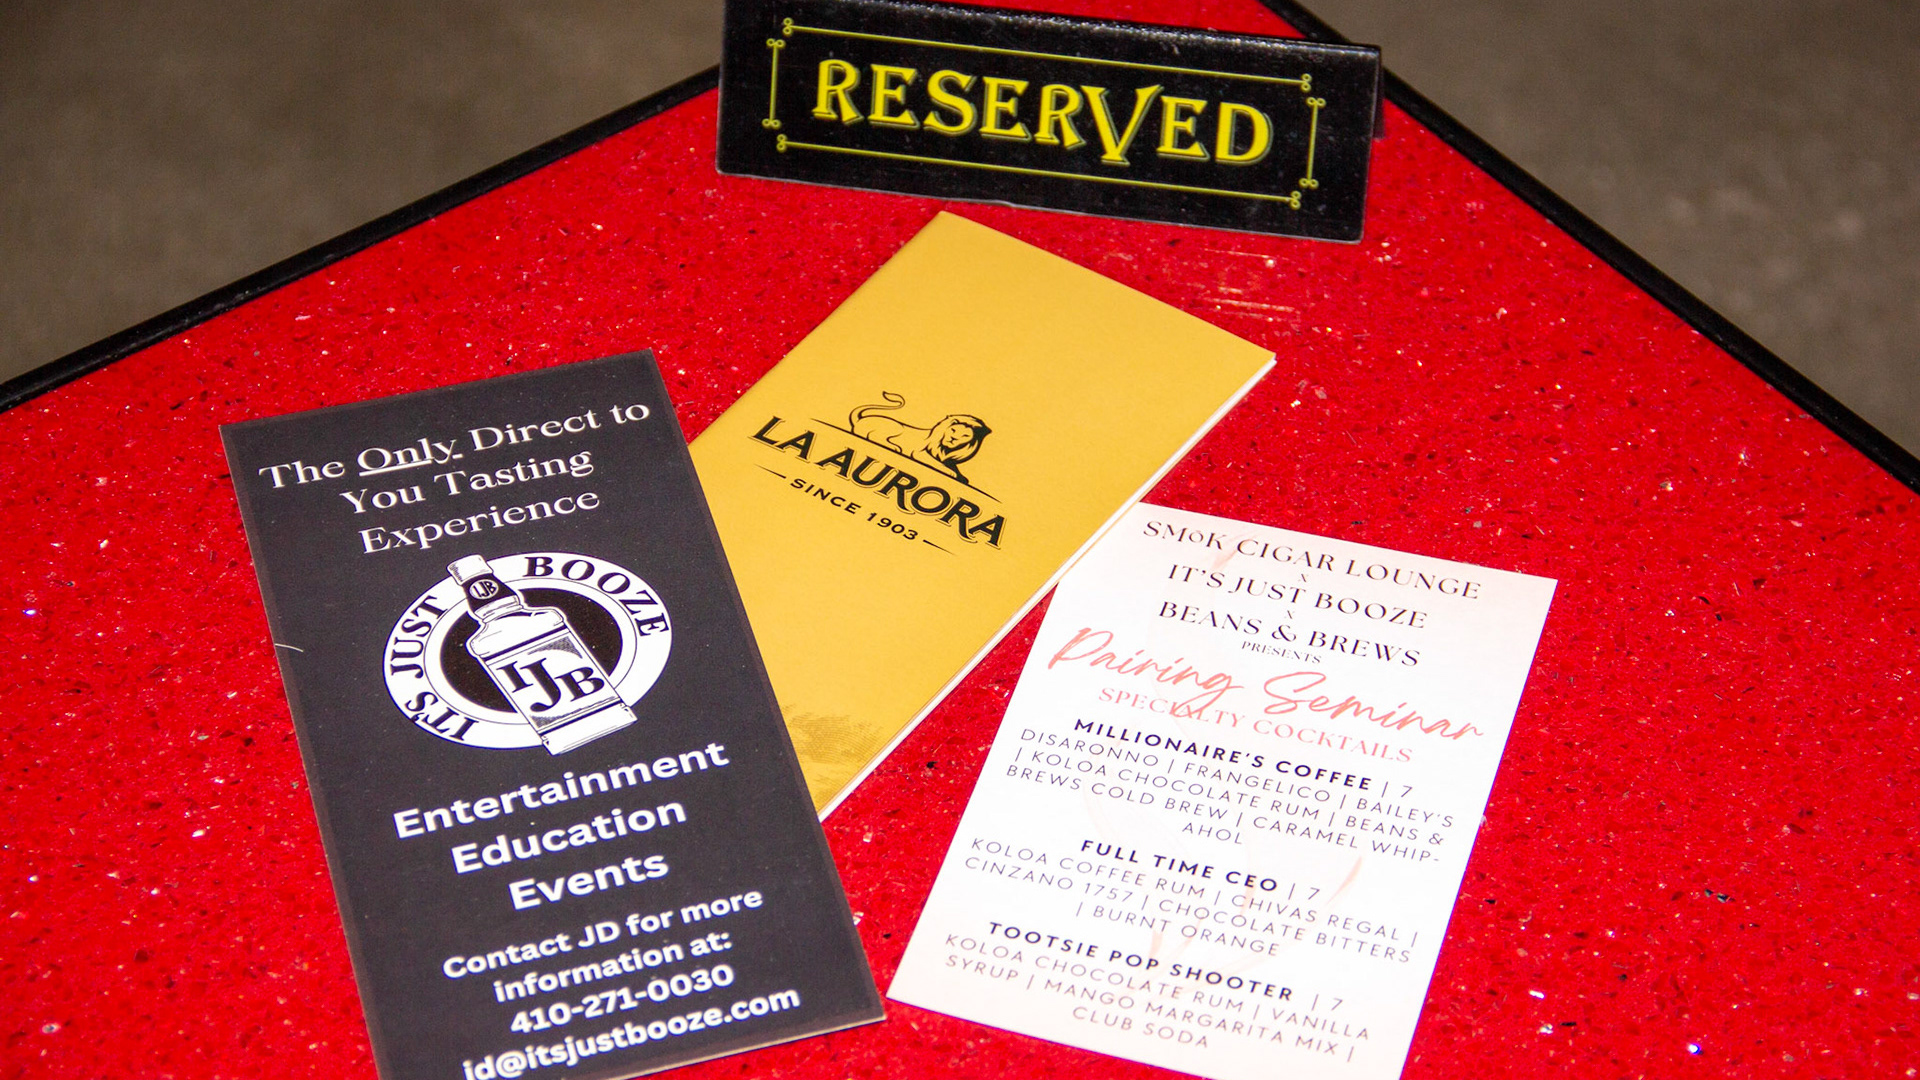 RESERVED
The Only Direct to
You Tasting
Experience
IT'S JUST BOOZE
IJB
IJB
Entertainment
Education
Events
Contact JD for more
information at:
410-271-0030
jd@itsjustbooze.com
LA AURORA
SINCE 1903
SMōK CIGAR LOUNGE
X
IT'S JUST BOOZE
X
BEANS & BREWS
PRESENTS
Pairing Seminar
SPECIALTY COCKTAILS
MILLIONAIRE'S COFFEE | 7
DISARONNO | FRANGELICO | BAILEY'S
| KOLOA CHOCOLATE RUM | BEANS &
BREWS COLD BREW | CARAMEL WHIP-
AHOL
FULL TIME CEO | 7
KOLOA COFFEE RUM | CHIVAS REGAL |
CINZANO 1757 | CHOCOLATE BITTERS
| BURNT ORANGE
TOOTSIE POP SHOOTER | 7
KOLOA CHOCOLATE RUM | VANILLA
SYRUP | MANGO MARGARITA MIX |
CLUB SODA